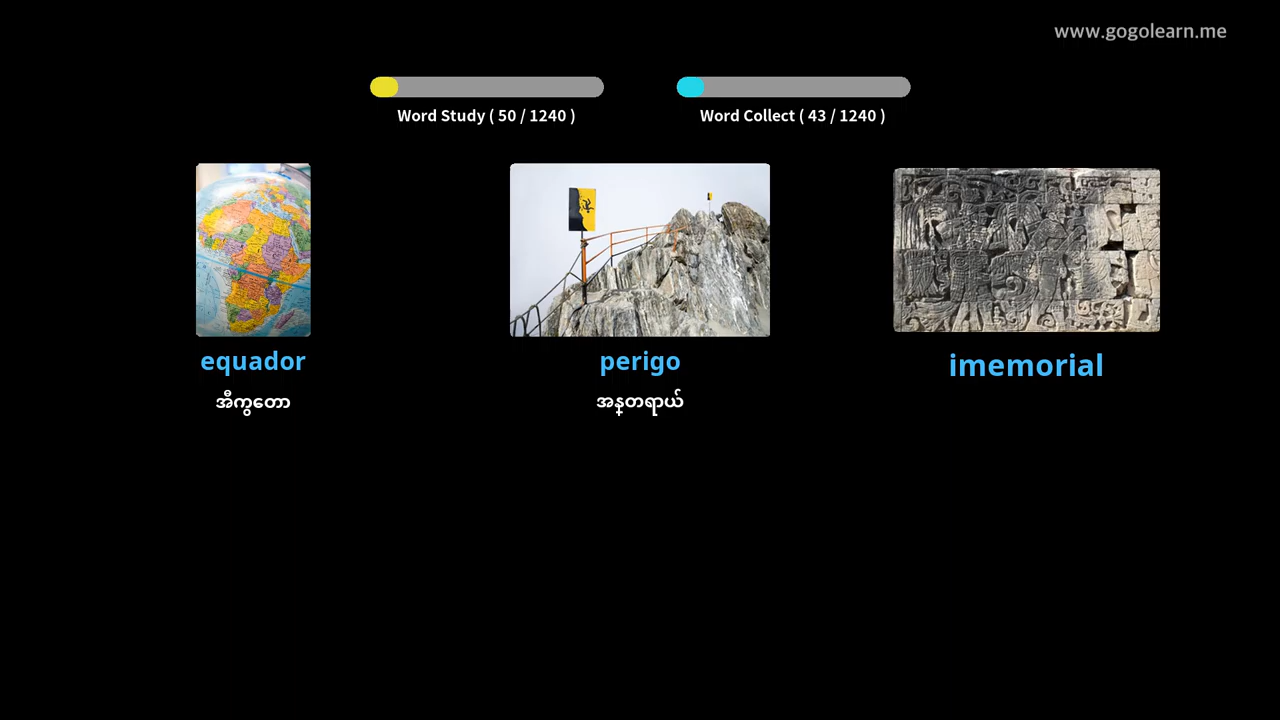 www.gogolearn.me
Word Study ( 50 / 1240 )
Word Collect ( 43 / 1240 )
equador
perigo
imemorial
အီကွတော
အန္တရာယ်